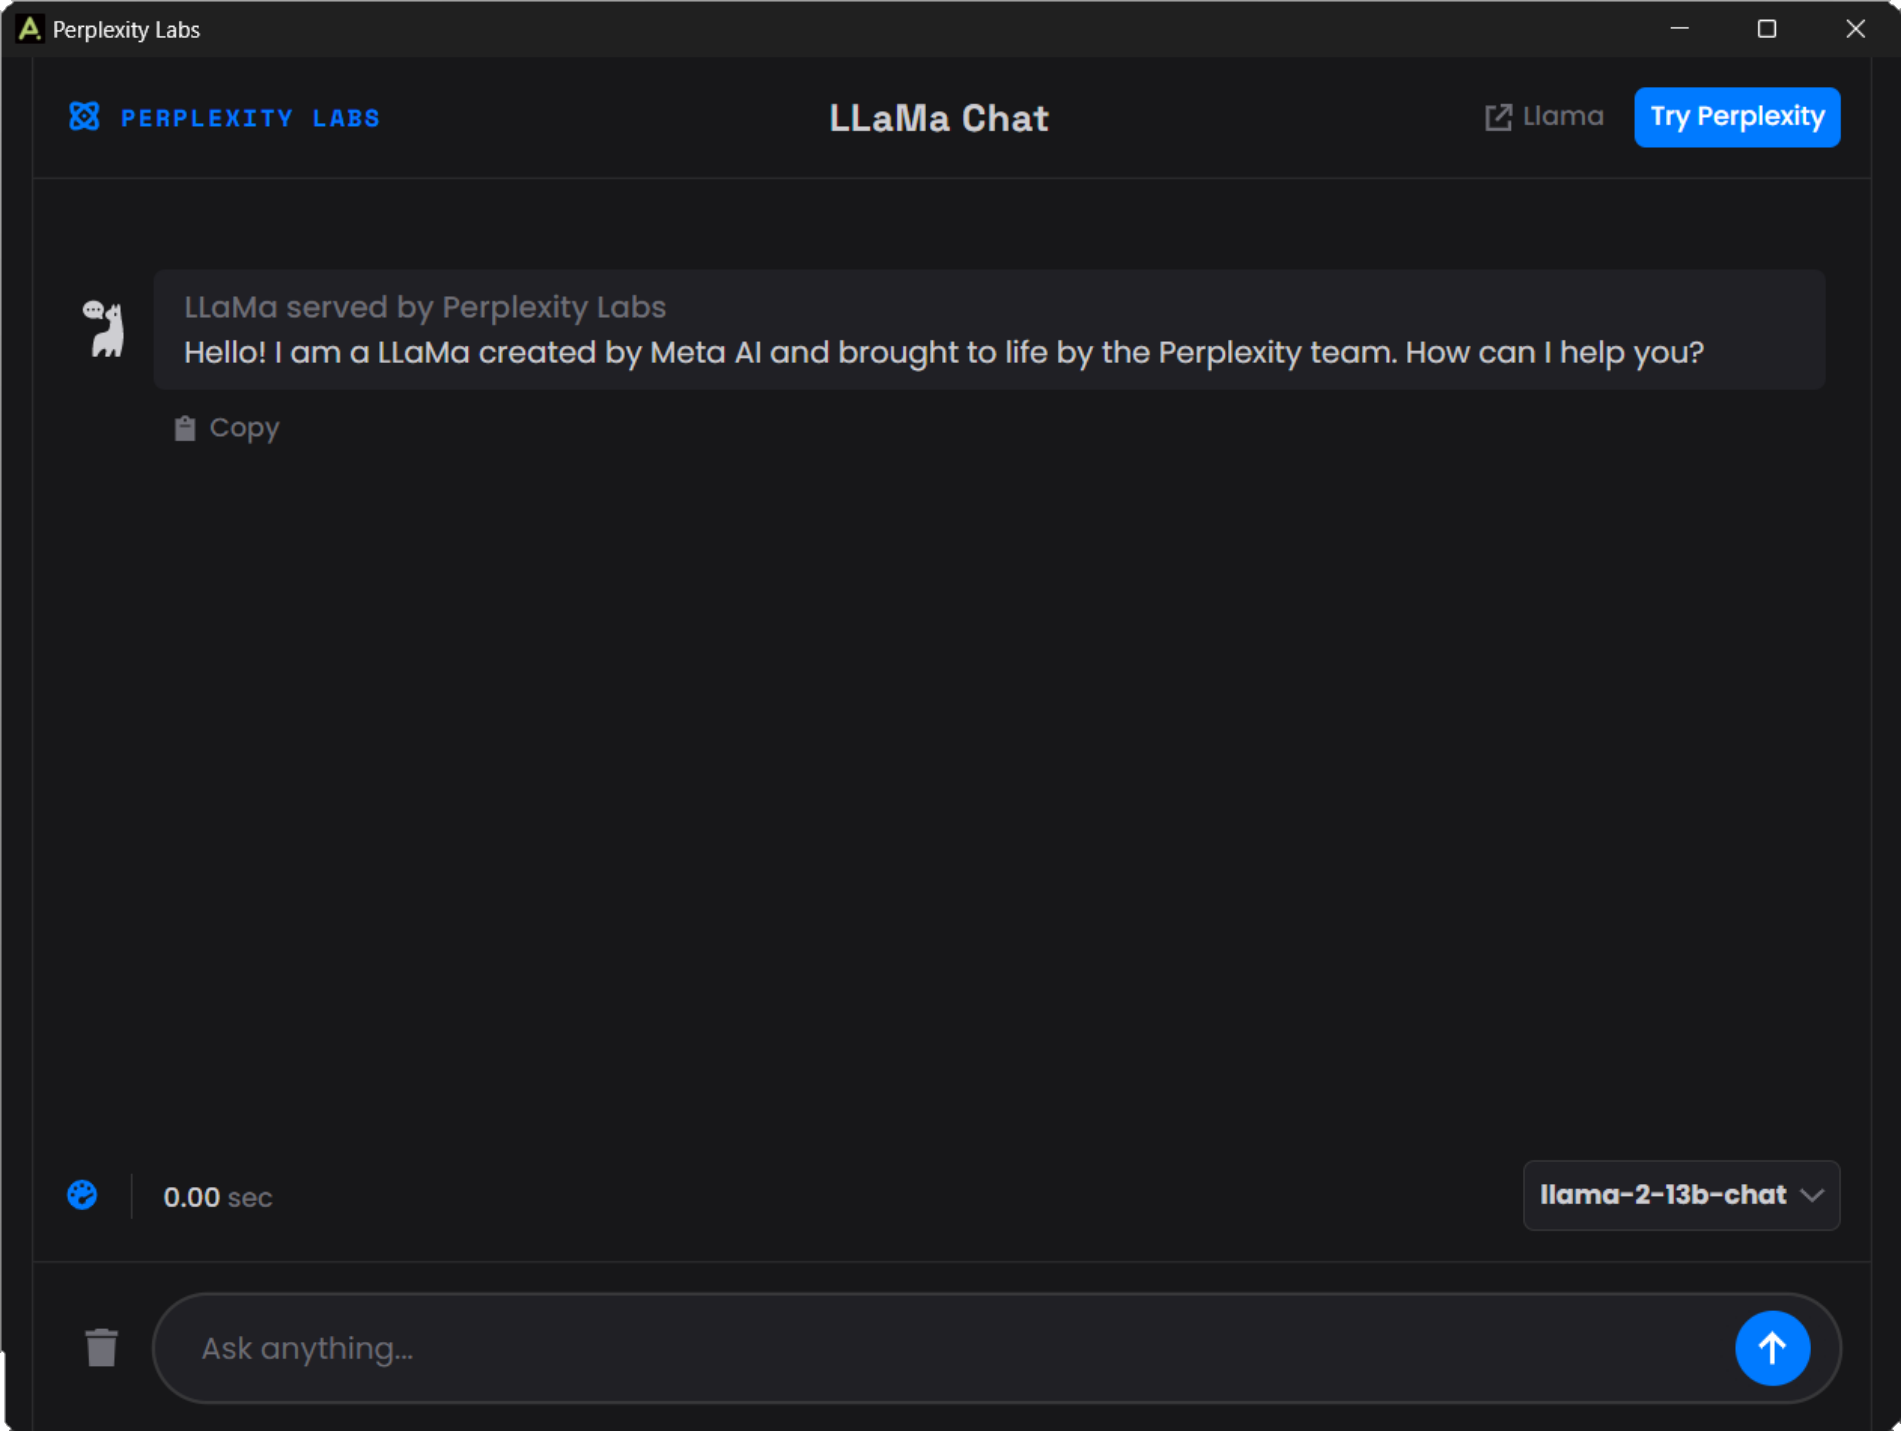 Perplexity Labs
PERPLEXITY LABS
LLaMa Chat
Llama
Try Perplexity
LLaMa served by Perplexity Labs
Hello! I am a LLaMa created by Meta AI and brought to life by the Perplexity team. How can I help you?
Copy
0.00 sec
llama-2-13b-chat
Ask anything...